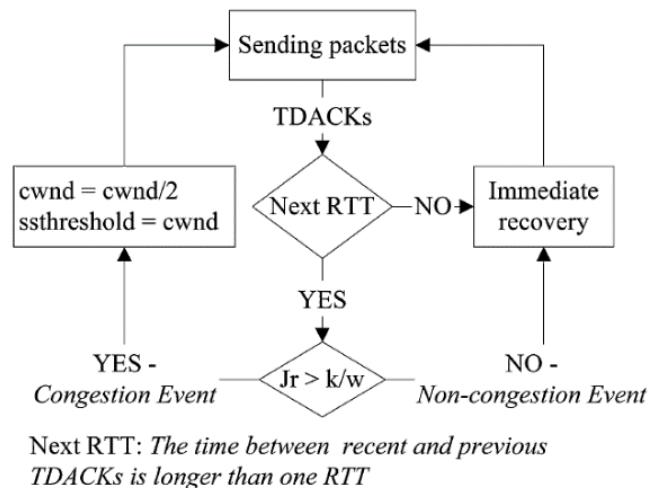 Sending packets
TDACKs
cwnd = cwnd/2
ssthreshold = cwnd
Next RTT
NO
Immediate
recovery
YES
YES -
Congestion Event
Jr > k/w
NO -
Non-congestion Event
Next RTT: The time between recent and previous
TDACKs is longer than one RTT